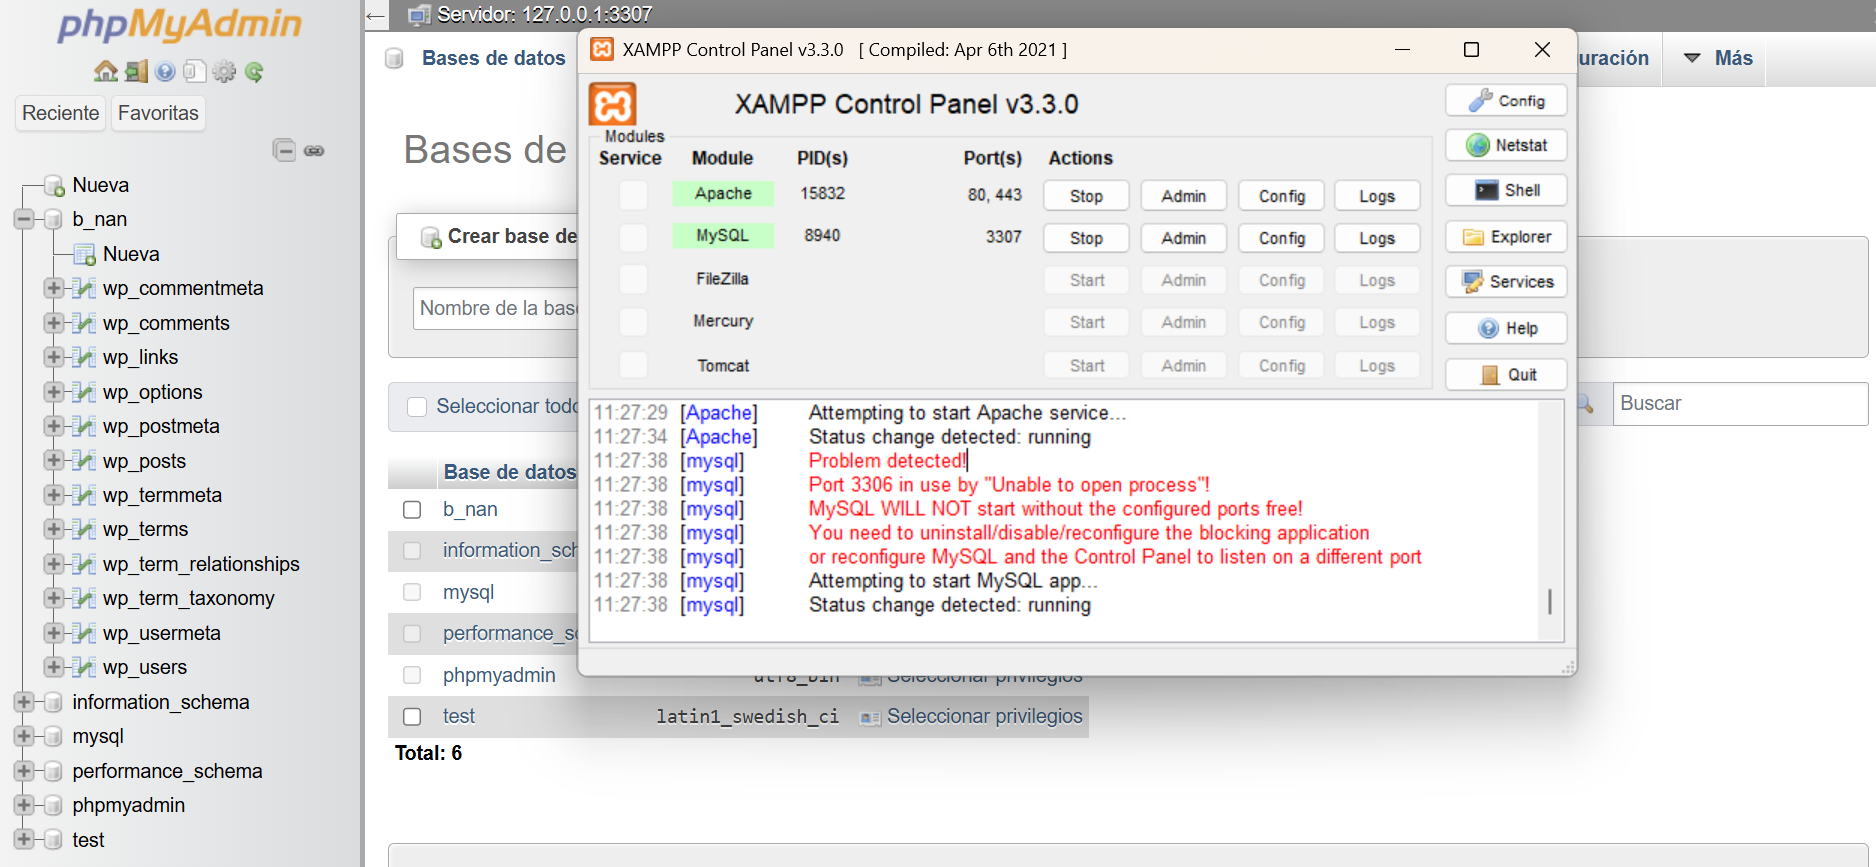 phpMyAdmin
Reciente Favoritas
Nueva
b_nan
Nueva
wp_commentmeta
wp_comments
wp_links
wp_options
wp_postmeta
wp_posts
wp_termmeta
wp_terms
wp_term_relationships
wp_term_taxonomy
wp_usermeta
wp_users
information_schema
mysql
performance_schema
phpmyadmin
test
Servidor: 127.0.0.1:3307
Bases de datos
uración Más
Bases de
Crear base de
Nombre de la bas
Seleccionar todo
Buscar
Base de datos
b_nan
information_sch
mysql
performance_s
phpmyadmin utf8_bin Seleccionar privilegios
test latin1_swedish_ci Seleccionar privilegios
Total: 6
XAMPP Control Panel v3.3.0 [ Compiled: Apr 6th 2021 ]
XAMPP Control Panel v3.3.0
Modules
Service Module PID(s) Port(s) Actions
Apache 15832 80, 443 Stop Admin Config Logs
MySQL 8940 3307 Stop Admin Config Logs
FileZilla Start Admin Config Logs
Mercury Start Admin Config Logs
Tomcat Start Admin Config Logs
Config
Netstat
Shell
Explorer
Services
Help
Quit
11:27:29 [Apache] Attempting to start Apache service...
11:27:34 [Apache] Status change detected: running
11:27:38 [mysql] Problem detected!
11:27:38 [mysql] Port 3306 in use by "Unable to open process"!
11:27:38 [mysql] MySQL WILL NOT start without the configured ports free!
11:27:38 [mysql] You need to uninstall/disable/reconfigure the blocking application
11:27:38 [mysql] or reconfigure MySQL and the Control Panel to listen on a different port
11:27:38 [mysql] Attempting to start MySQL app...
11:27:38 [mysql] Status change detected: running